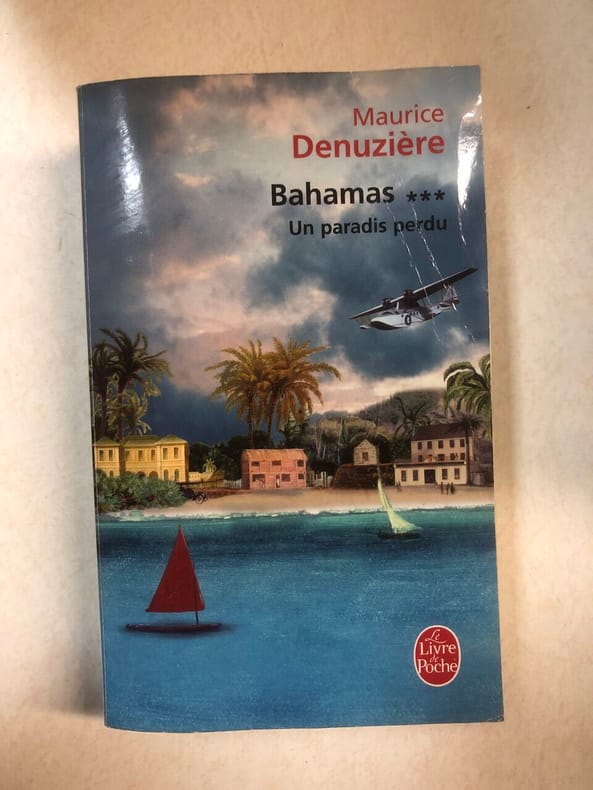 Maurice
Denuzière
Bahamas ***
Un paradis perdu
Le
Livre
de
Poche